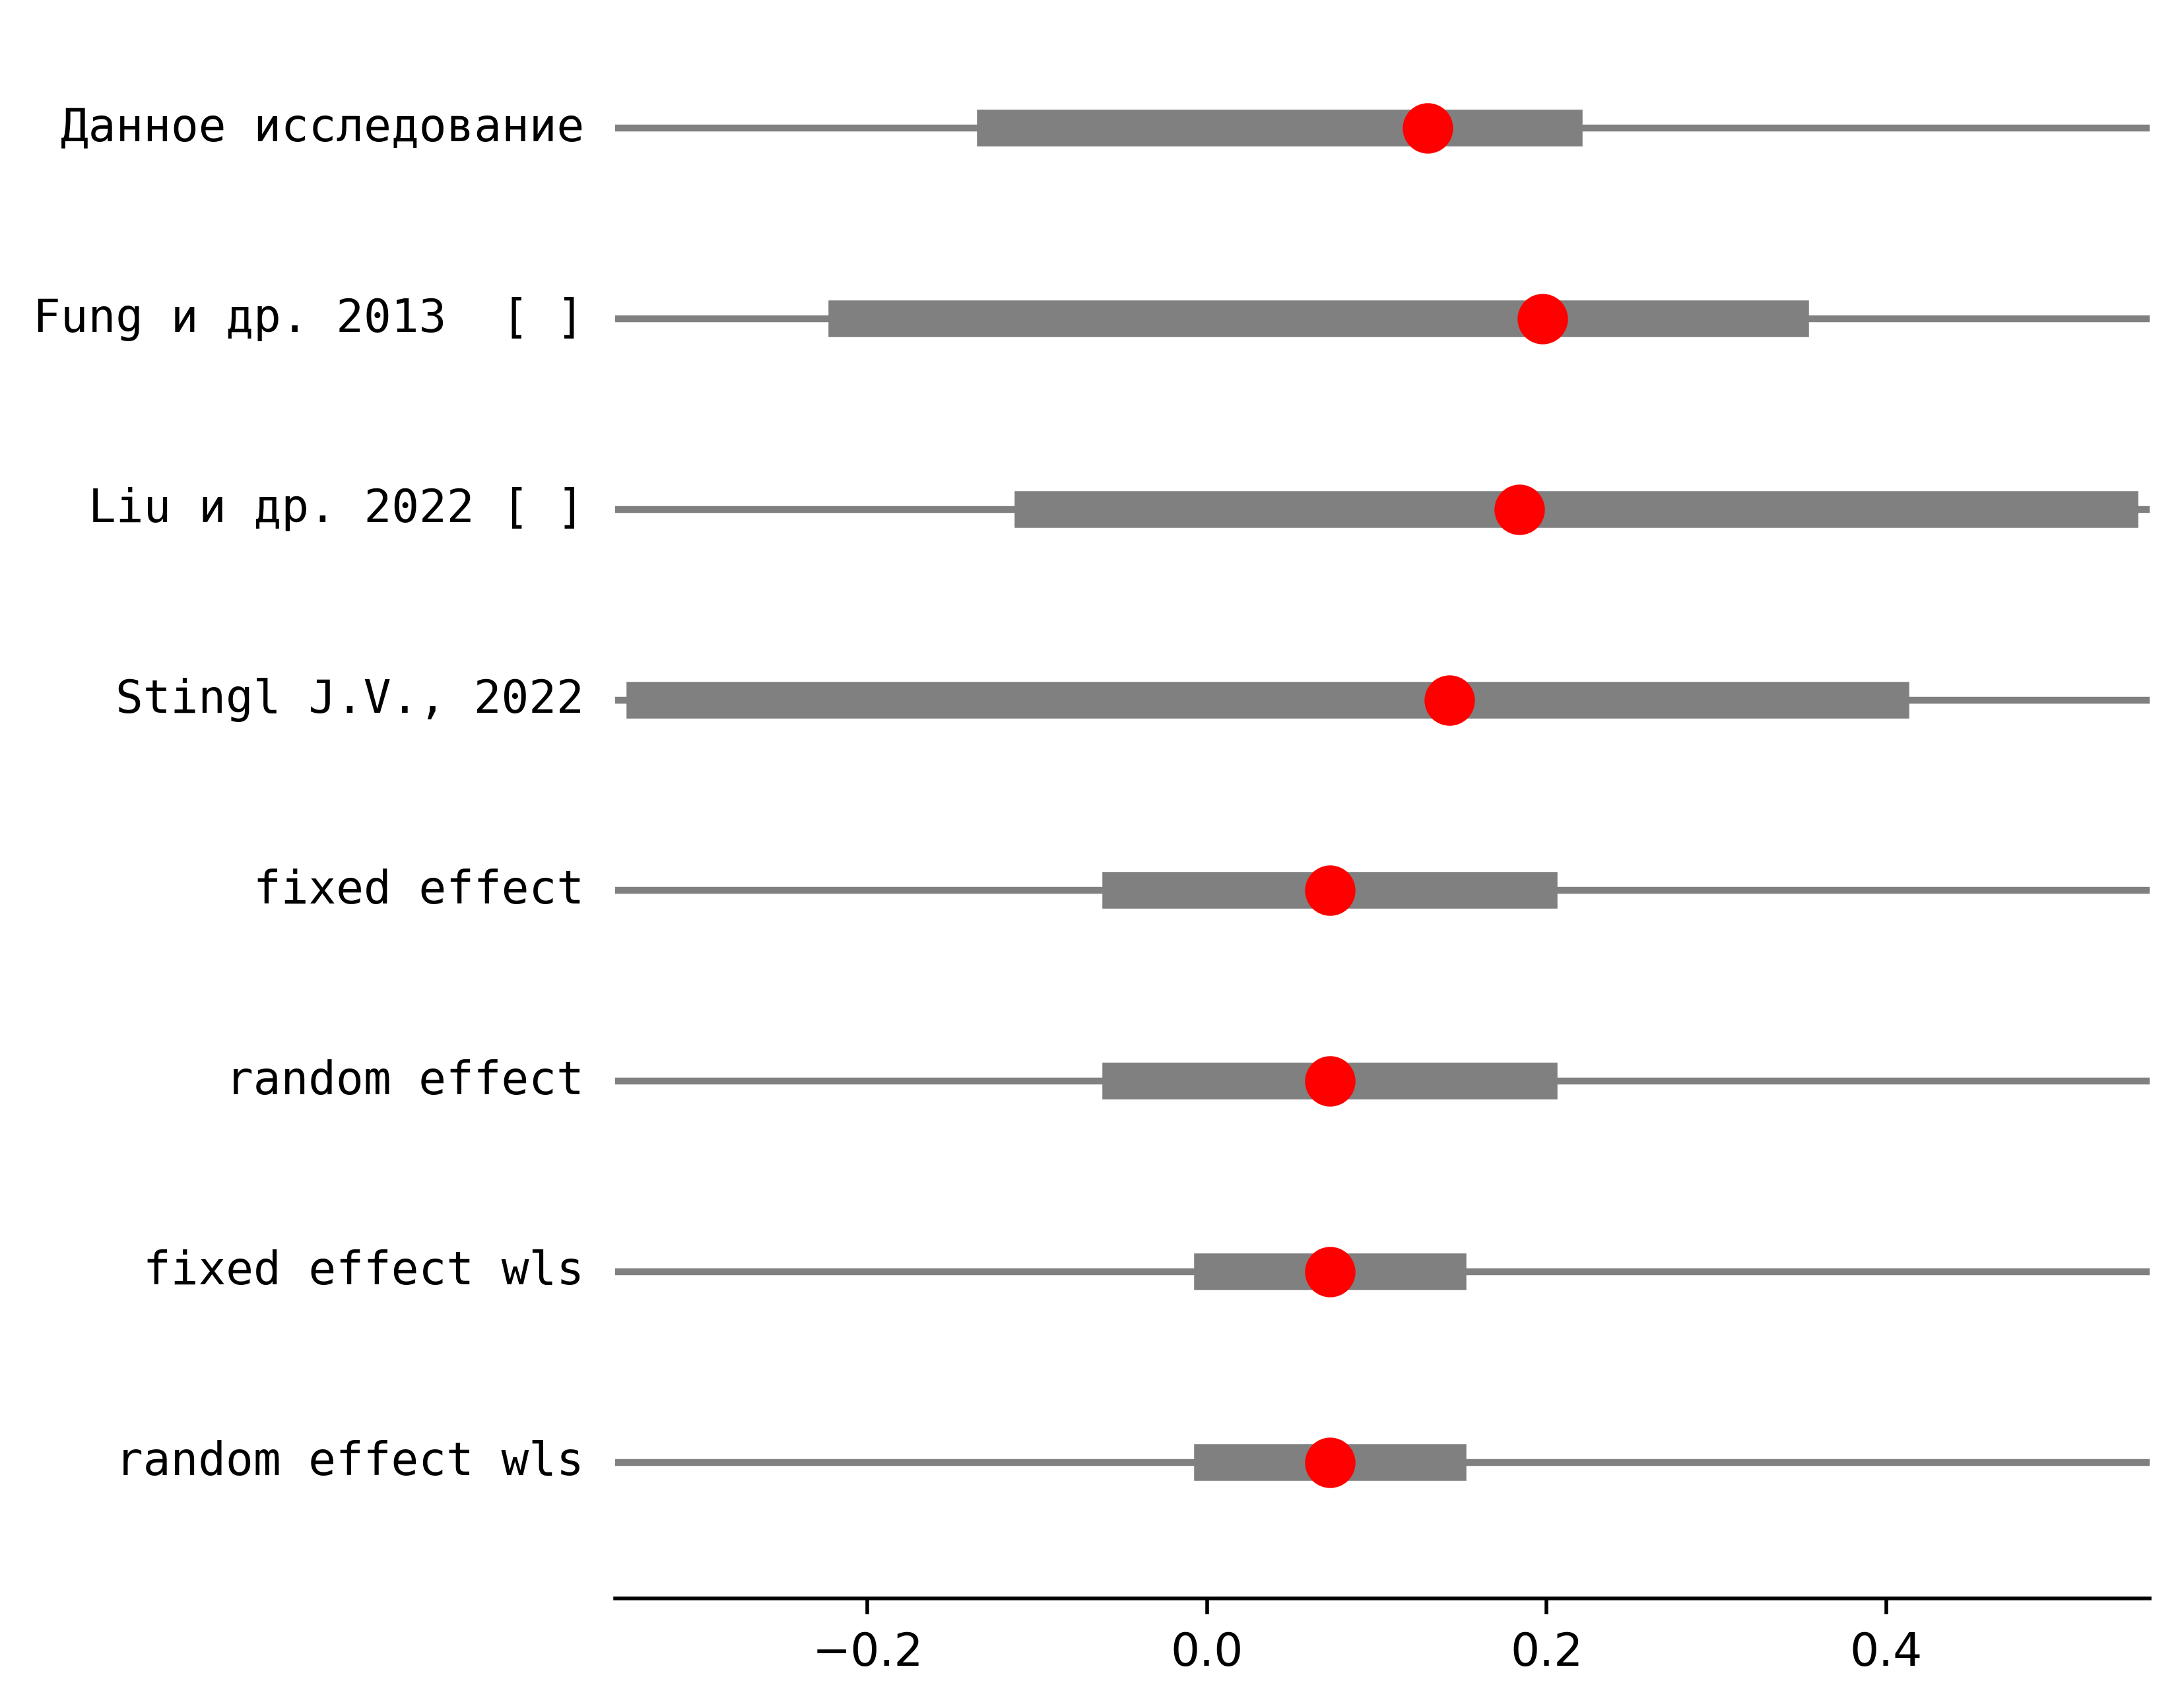 Данное исследование
Fung и др. 2013  [ ]
Liu и др. 2022 [ ]
Stingl J.V., 2022
fixed effect
random effect
fixed effect wls
random effect wls
−0.2 0.0 0.2 0.4